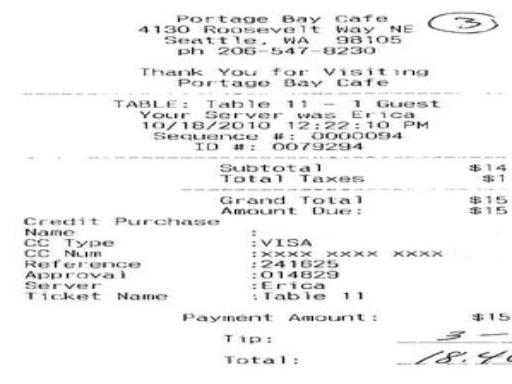 Portage Bay Cafe
4130 Roosevelt Way NE
3
Seattle, WA 98105
ph 206-547-8230
Thank You for Visiting
Portage Bay Cafe
TABLE: Table 11 - 1 Guest
Your Server was Erica
10/18/2010 12:22:10 PM
Sequence #: 0000094
ID #: 0079294
Subtotal $14
Total Taxes $1
Grand Total $15
Amount Due: $15
Credit Purchase
Name :
CC Type :VISA
CC Num :xxxx xxxx xxxx
Reference :241625
Approval :014829
Server :Erica
Ticket Name :Table 11
Payment Amount: $15
Tip: 3 —
Total: 18.4